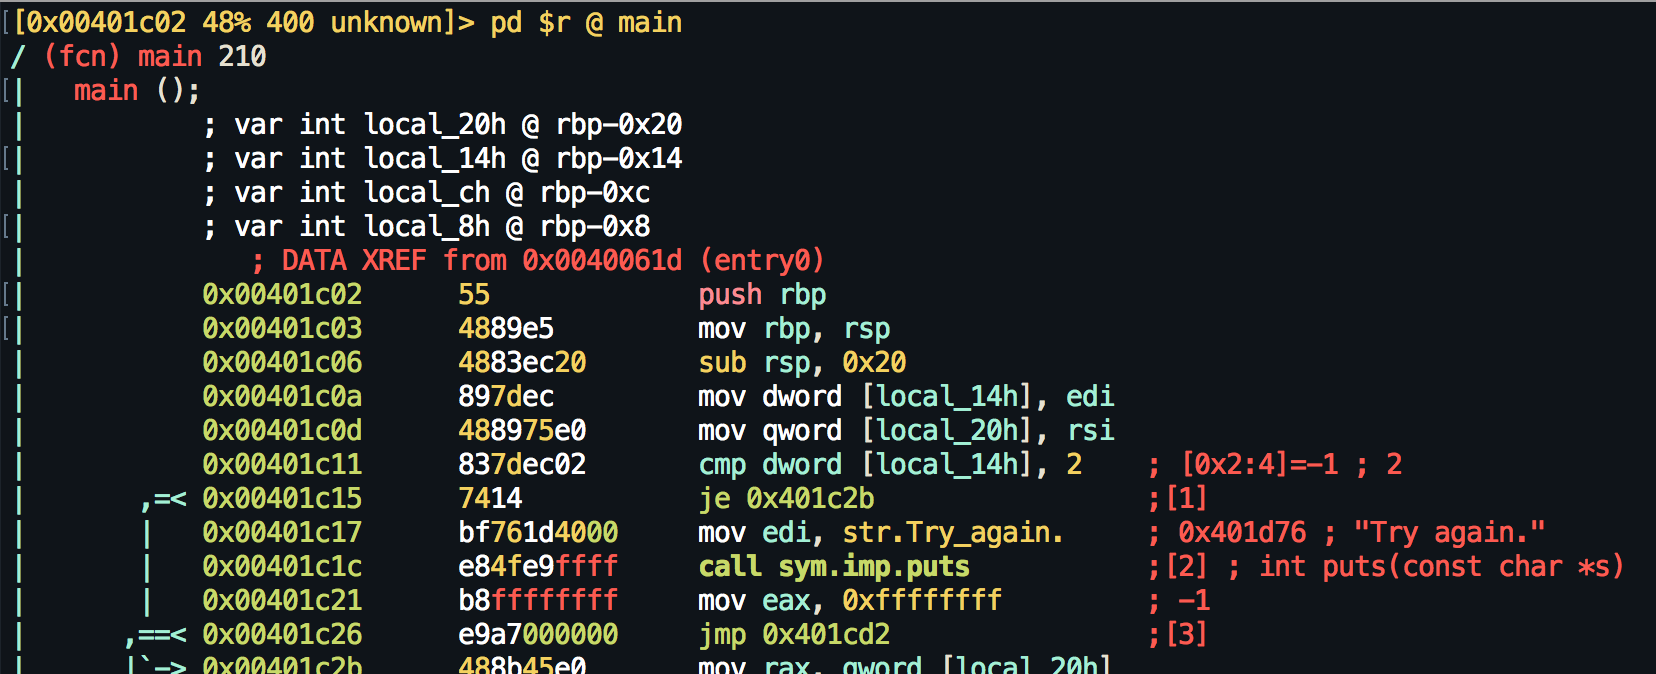 [0x00401c02 48% 400 unknown]> pd $r @ main
/ (fcn) main 210
|   main ();
|           ; var int local_20h @ rbp-0x20
|           ; var int local_14h @ rbp-0x14
|           ; var int local_ch @ rbp-0xc
|           ; var int local_8h @ rbp-0x8
|              ; DATA XREF from 0x0040061d (entry0)
|           0x00401c02      55             push rbp
|           0x00401c03      4889e5         mov rbp, rsp
|           0x00401c06      4883ec20       sub rsp, 0x20
|           0x00401c0a      897dec         mov dword [local_14h], edi
|           0x00401c0d      488975e0       mov qword [local_20h], rsi
|           0x00401c11      837dec02       cmp dword [local_14h], 2    ; [0x2:4]=-1 ; 2
|       ,=< 0x00401c15      7414           je 0x401c2b                 ;[1]
|       |   0x00401c17      bf761d4000     mov edi, str.Try_again.     ; 0x401d76 ; "Try again."
|       |   0x00401c1c      e84fe9ffff     call sym.imp.puts           ;[2] ; int puts(const char *s)
|       |   0x00401c21      b8ffffffff     mov eax, 0xffffffff         ; -1
|      ,==< 0x00401c26      e9a7000000     jmp 0x401cd2                ;[3]
|      |`-> 0x00401c2b      488b45e0       mov rax, qword [local_20h]